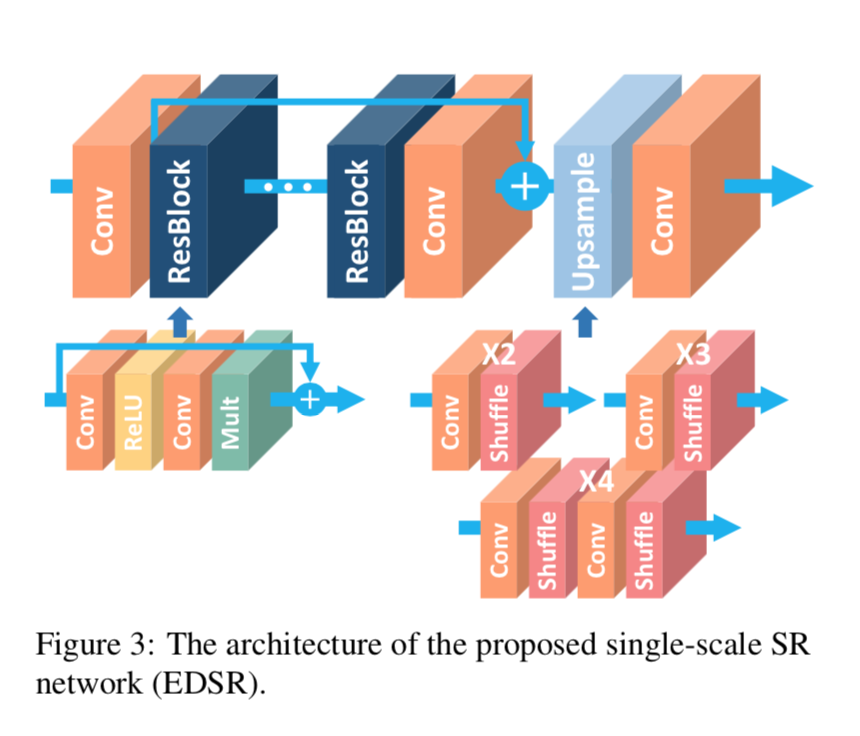 Conv
ResBlock
ResBlock
Conv
Upsample
Conv
Conv
ReLU
Conv
Mult
X2
Conv
Shuffle
X3
Conv
Shuffle
X4
Conv
Shuffle
Conv
Shuffle
Figure 3: The architecture of the proposed single-scale SR
network (EDSR).